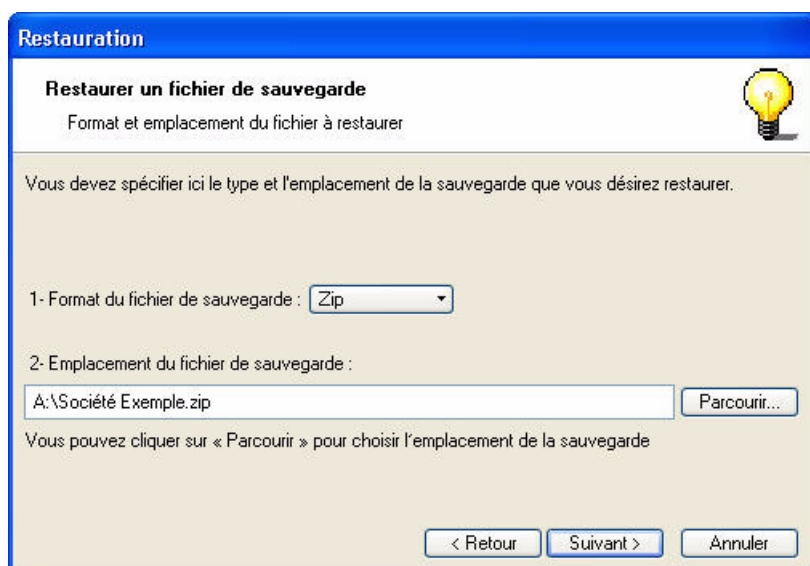 Restauration
Restaurer un fichier de sauvegarde
Format et emplacement du fichier à restaurer
Vous devez spécifier ici le type et l'emplacement de la sauvegarde que vous désirez restaurer.
1- Format du fichier de sauvegarde : Zip
2- Emplacement du fichier de sauvegarde :
A:\Société Exemple.zip Parcourir...
Vous pouvez cliquer sur « Parcourir » pour choisir l'emplacement de la sauvegarde
< Retour Suivant > Annuler